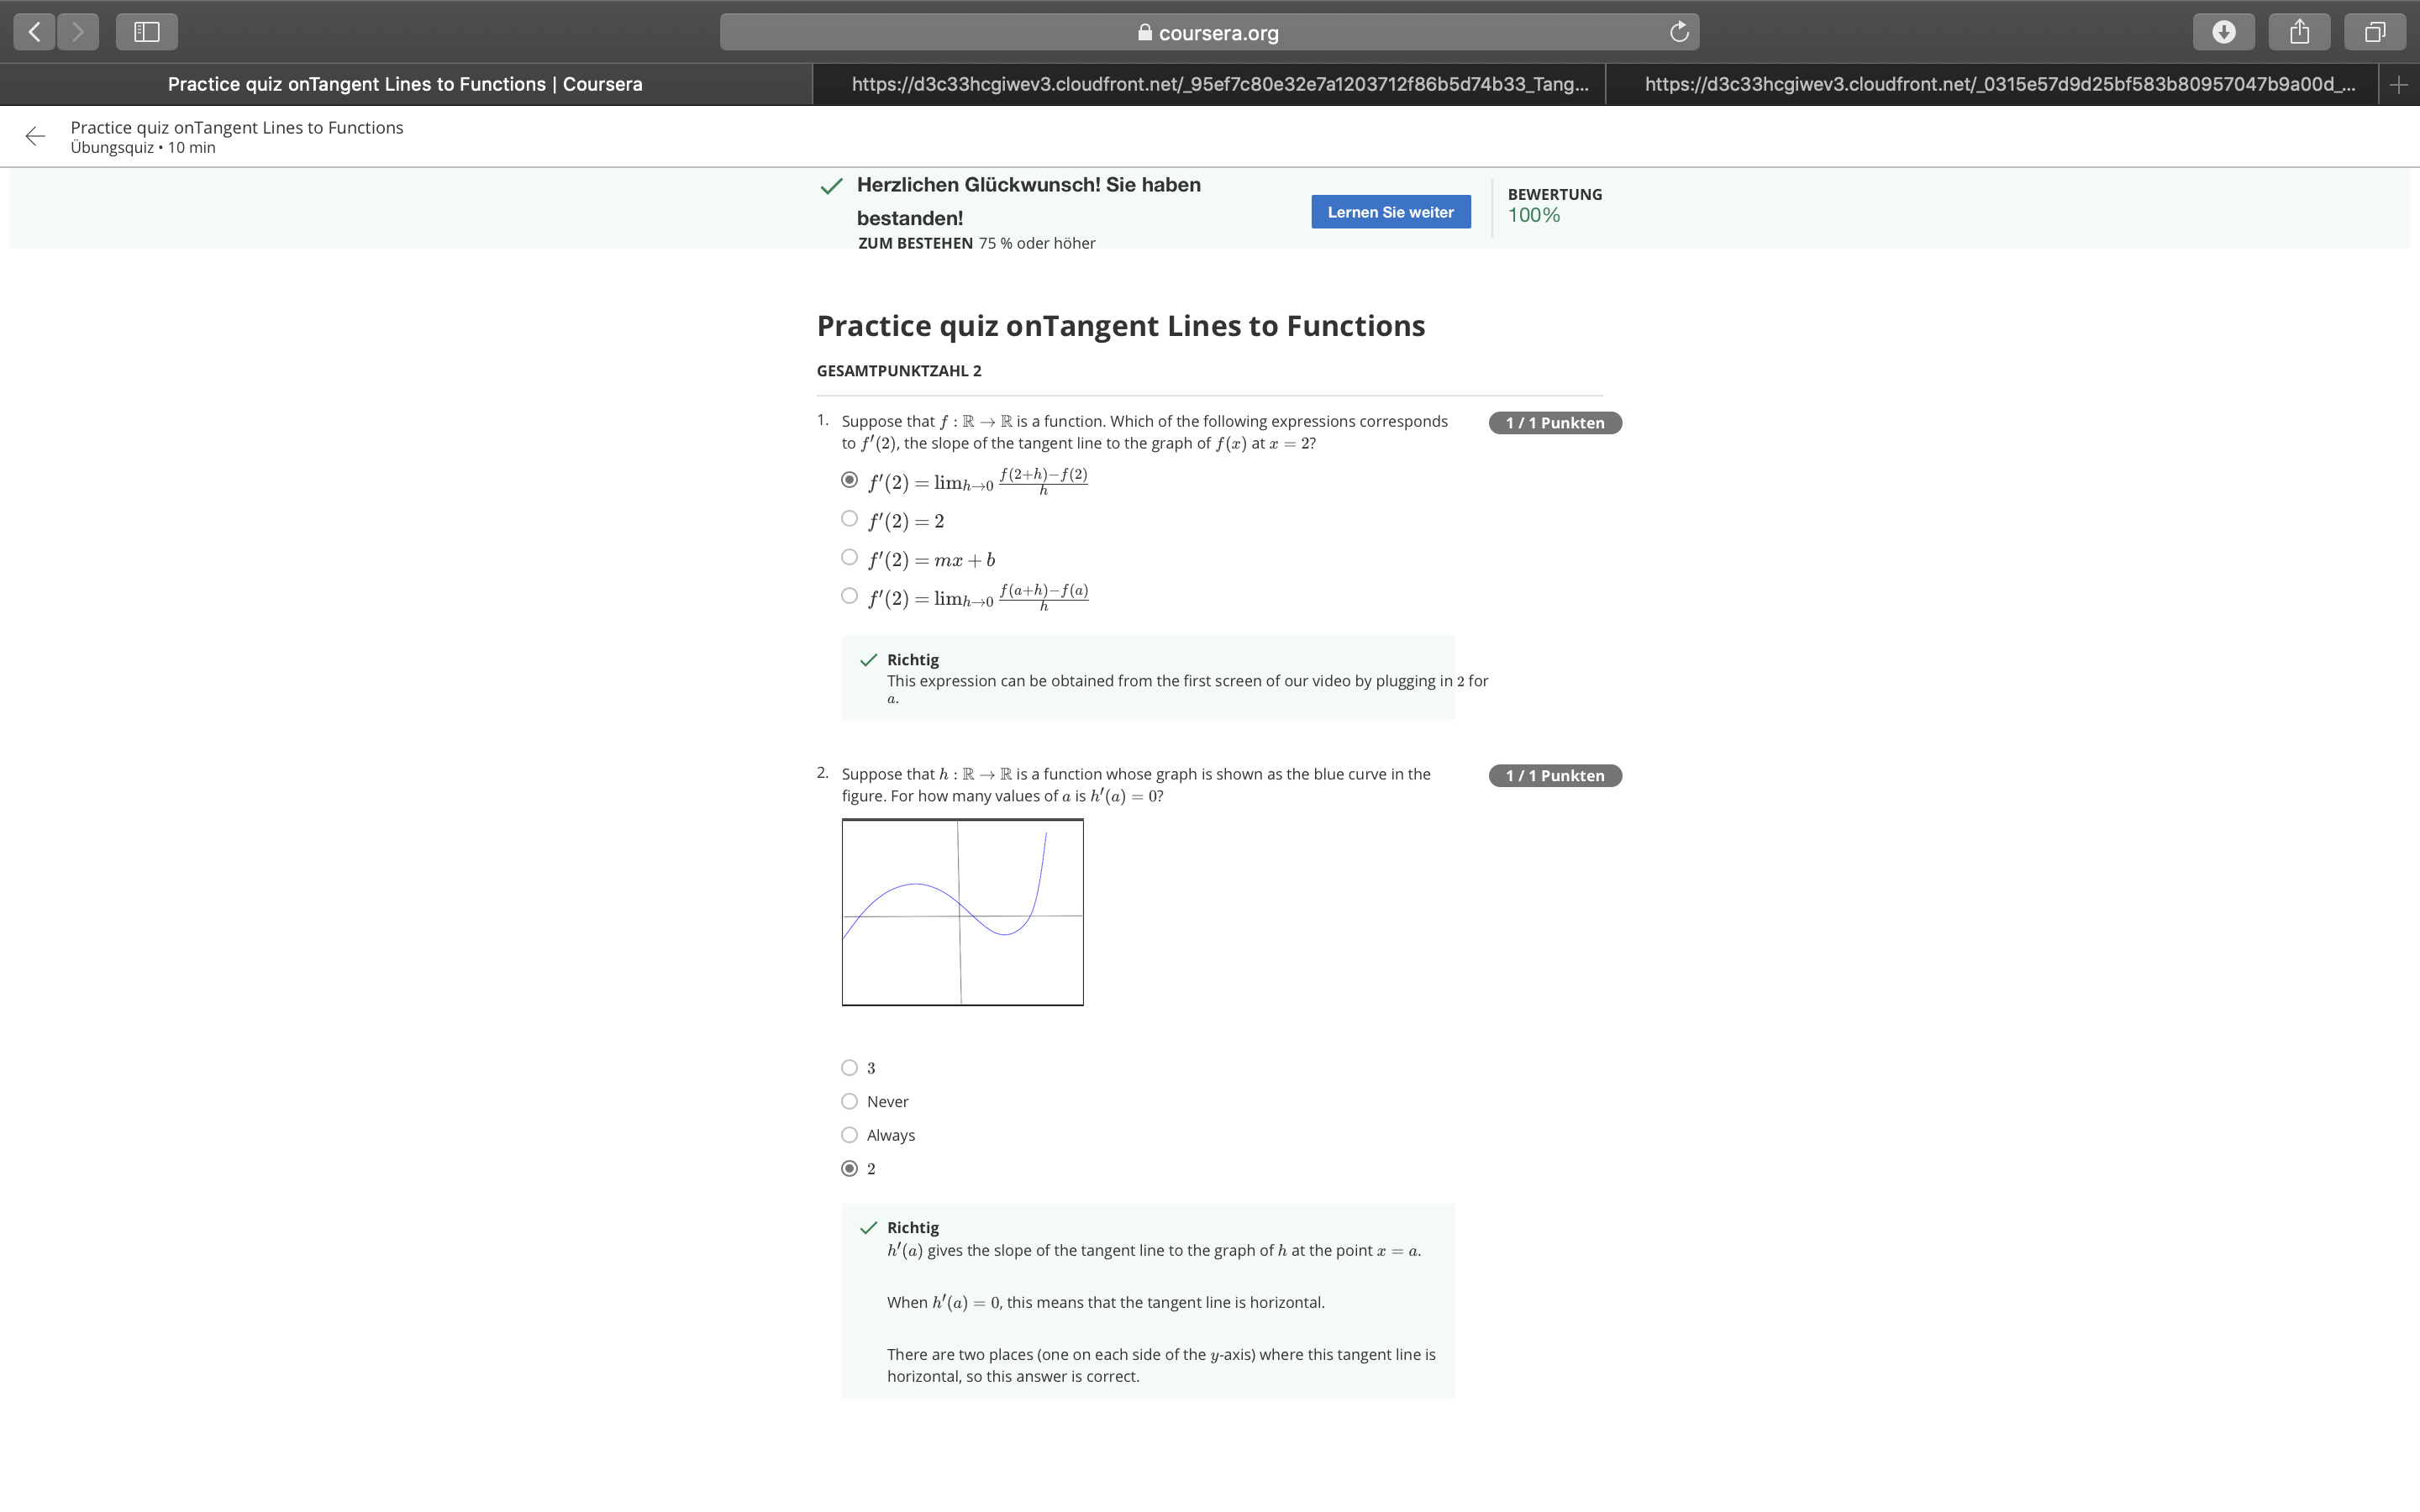 coursera.org
Practice quiz onTangent Lines to Functions | Coursera
https://d3c33hcgiwev3.cloudfront.net/_95ef7c80e32e7a1203712f86b5d74b33_Tang...
https://d3c33hcgiwev3.cloudfront.net/_0315e57d9d25bf583b80957047b9a00d_...
Practice quiz onTangent Lines to Functions
Übungsquiz • 10 min
Herzlichen Glückwunsch! Sie haben
bestanden!
ZUM BESTEHEN 75 % oder höher
Lernen Sie weiter
BEWERTUNG
100%
Practice quiz onTangent Lines to Functions
GESAMTPUNKTZAHL 2
1. Suppose that f : ℝ → ℝ is a function. Which of the following expressions corresponds
to f′(2), the slope of the tangent line to the graph of f(x) at x = 2?
1 / 1 Punkten
f′(2) = lim_{h→0} \frac{f(2+h)−f(2)}{h}
f′(2) = 2
f′(2) = mx + b
f′(2) = lim_{h→0} \frac{f(a+h)−f(a)}{h}
Richtig
This expression can be obtained from the first screen of our video by plugging in 2 for
a.
2. Suppose that h : ℝ → ℝ is a function whose graph is shown as the blue curve in the
figure. For how many values of a is h′(a) = 0?
1 / 1 Punkten
3
Never
Always
2
Richtig
h′(a) gives the slope of the tangent line to the graph of h at the point x = a.
When h′(a) = 0, this means that the tangent line is horizontal.
There are two places (one on each side of the y-axis) where this tangent line is
horizontal, so this answer is correct.